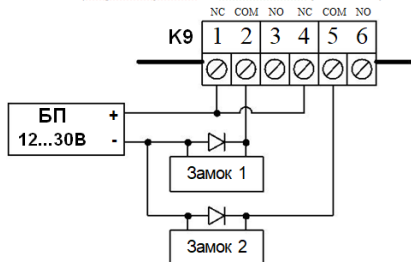 NC COM NO NC COM NO
K9 1 2 3 4 5 6
БП +
12...30В -
Замок 1
Замок 2